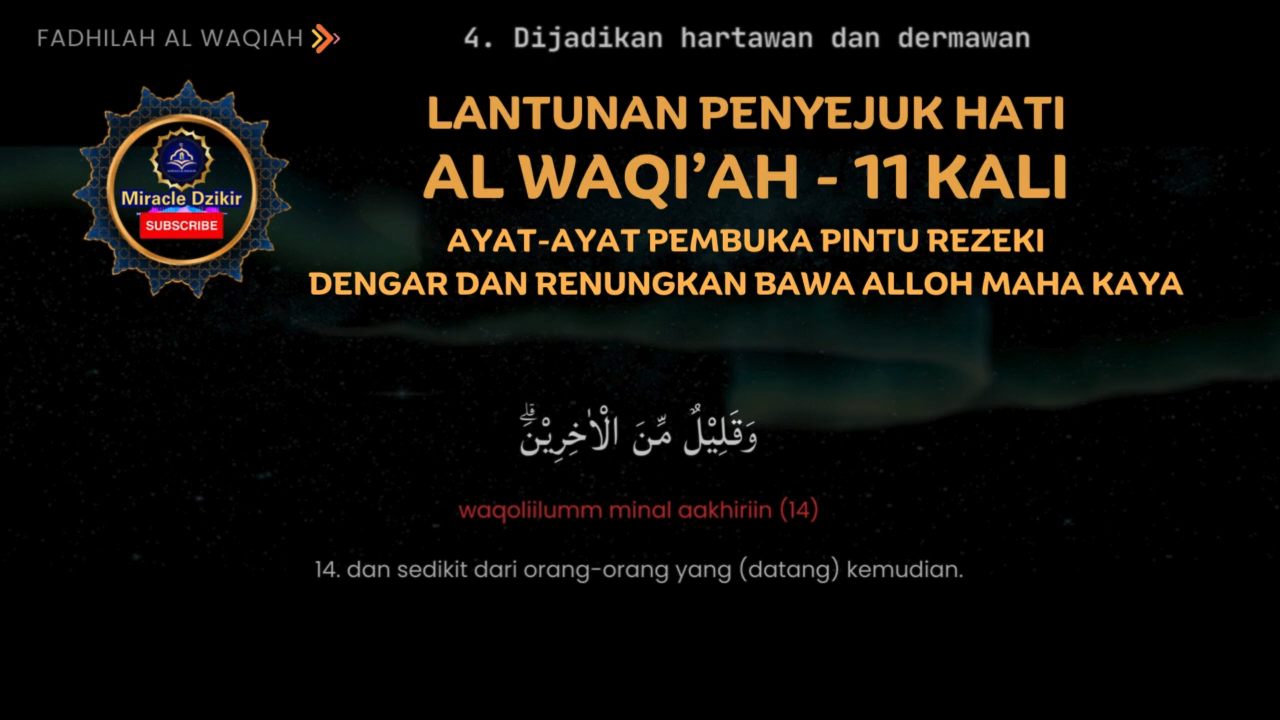 FADHILAH AL WAQIAH
4. Dijadikan hartawan dan dermawan
LANTUNAN PENYEJUK HATI
AL WAQI'AH - 11 KALI
AYAT-AYAT PEMBUKA PINTU REZEKI
DENGAR DAN RENUNGKAN BAWA ALLOH MAHA KAYA
Miracle Dzikir
SUBSCRIBE
وَقَلِيْلٌ مِّنَ الْاٰخِرِيْنَۗ
waqoliilumm minal aakhiriin (14)
14. dan sedikit dari orang-orang yang (datang) kemudian.